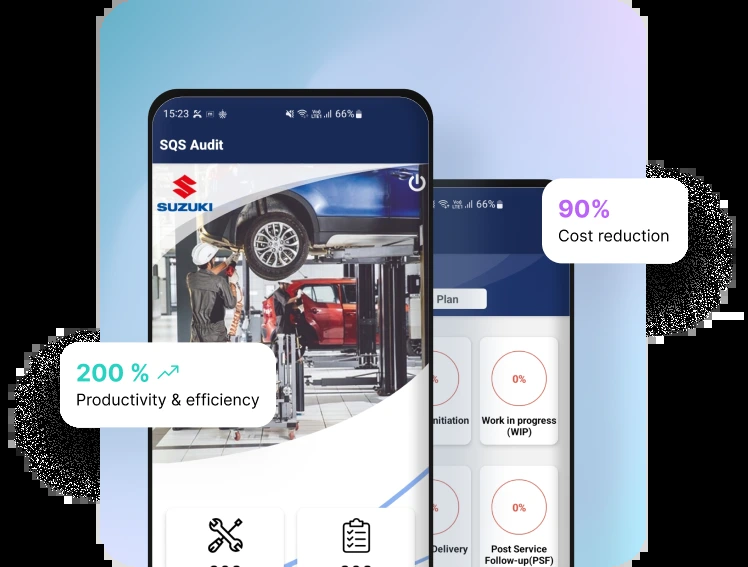 15:23
66%
SQS Audit
SUZUKI
66%
90%
Cost reduction
Plan
200 %
Productivity & efficiency
%
0%
nitiation
Work in progress
(WIP)
%
0%
Delivery
Post Service
Follow-up(PSF)